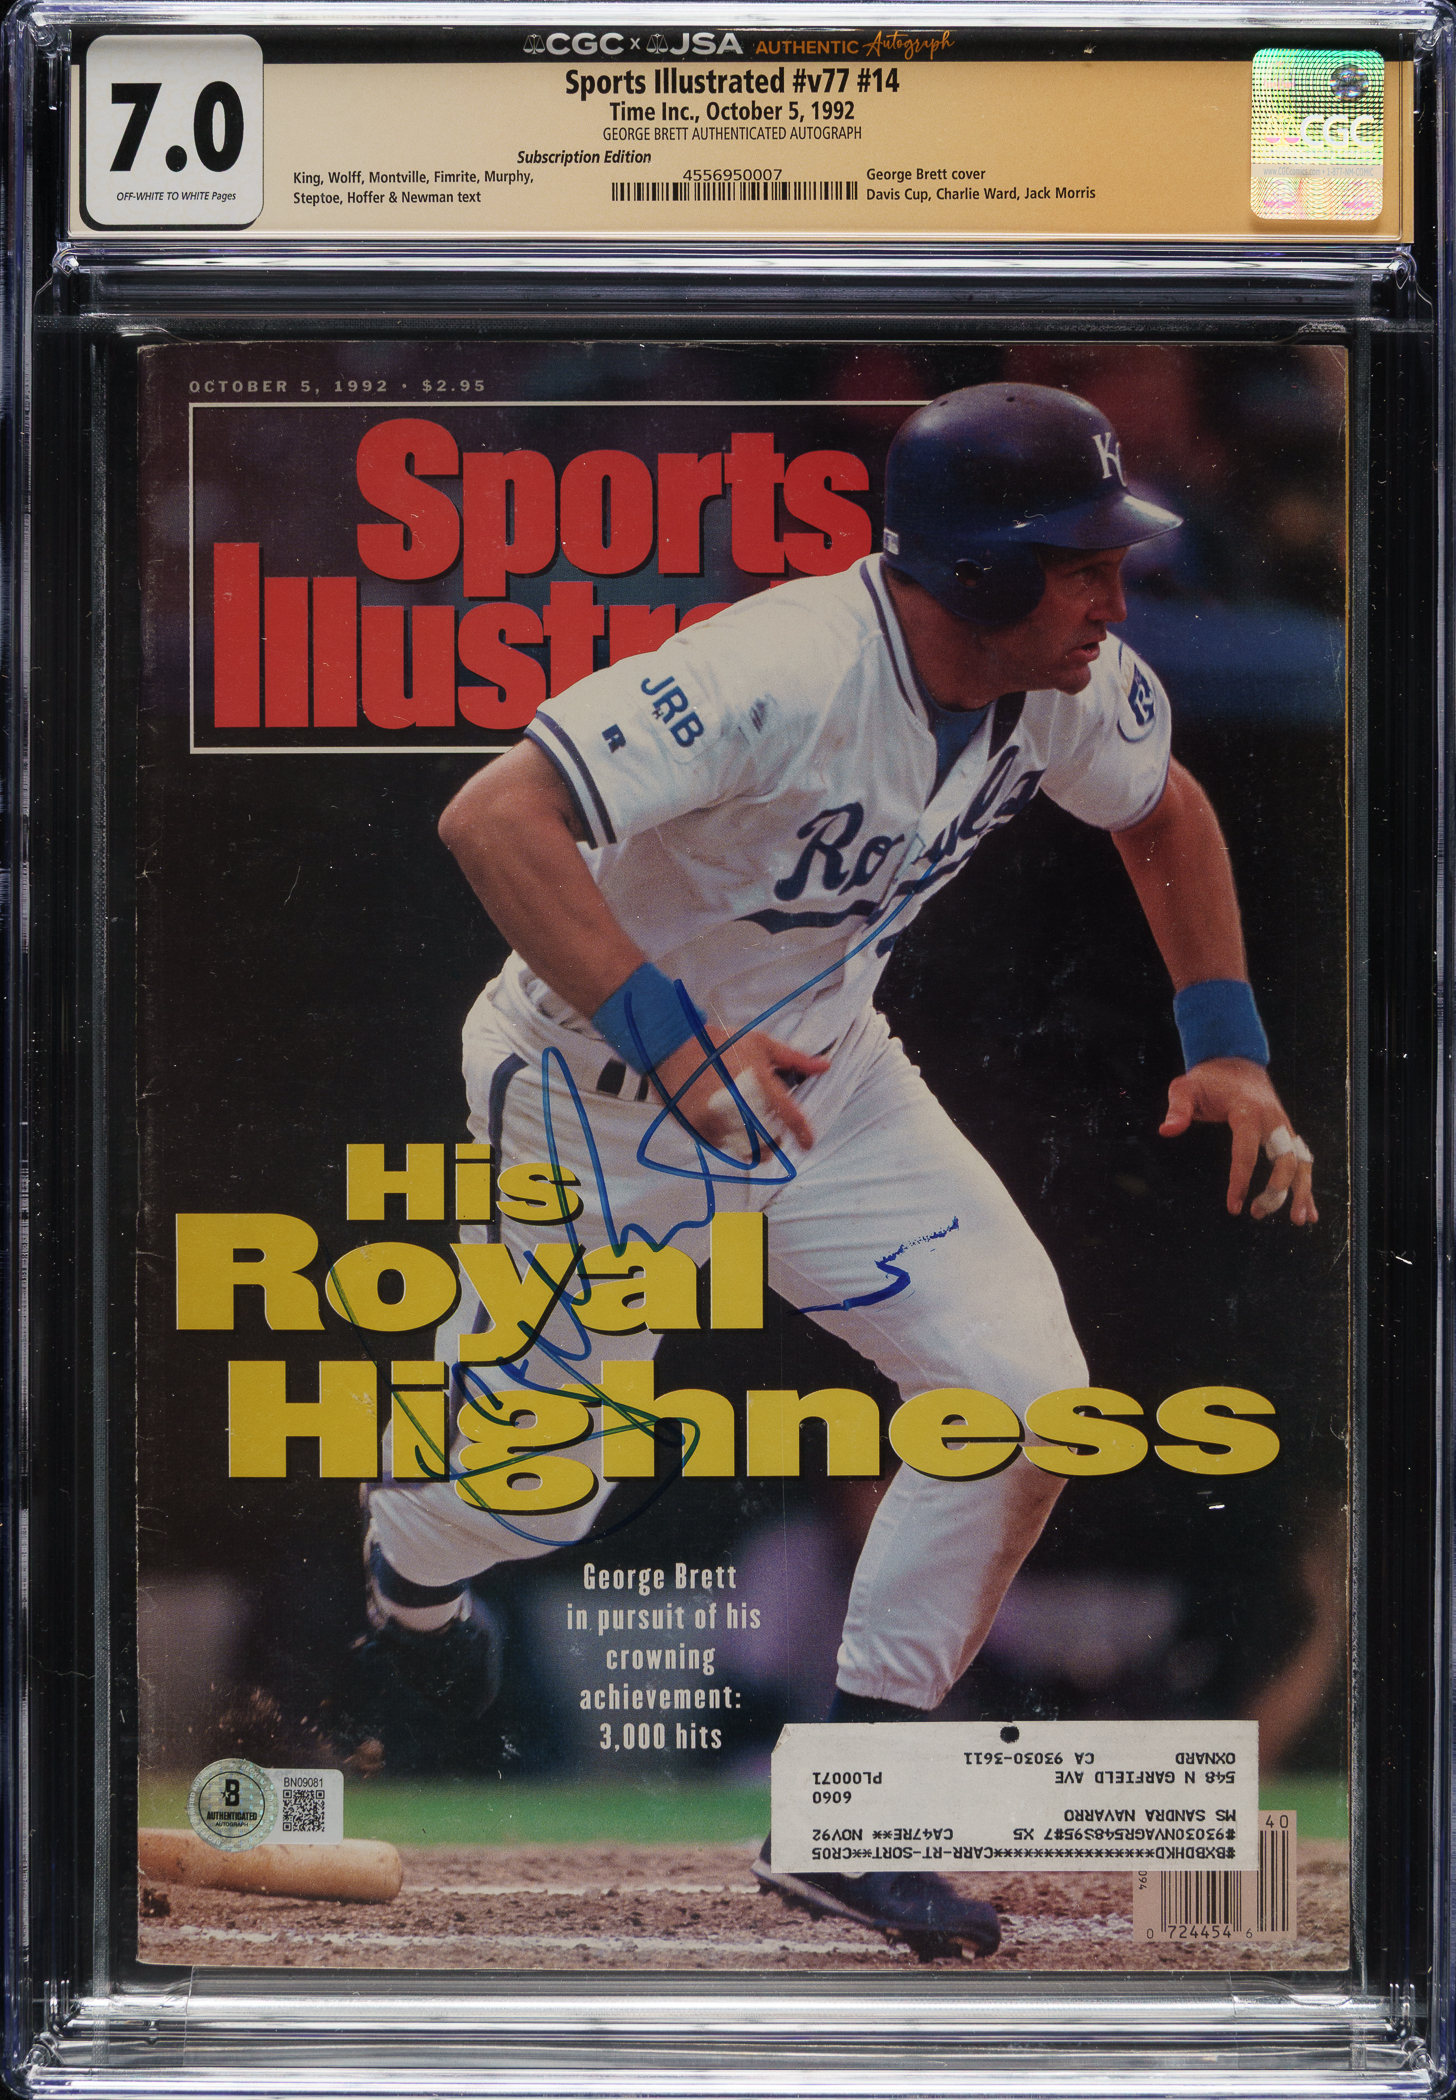 CGC x JSA AUTHENTIC Autograph
7.0
OFF-WHITE TO WHITE Pages
Sports Illustrated #v77 #14
Time Inc., October 5, 1992
GEORGE BRETT AUTHENTICATED AUTOGRAPH
Subscription Edition
King, Wolff, Montville, Fimrite, Murphy,
Steptoe, Hoffer & Newman text
4556950007
George Brett cover
Davis Cup, Charlie Ward, Jack Morris
CGC
OCTOBER 5, 1992 · $2.95
Sports
Illustrat
KC
JRB
R
R
Royals
His
Royal
Highness
George Brett
in pursuit of his
crowning
achievement:
3,000 hits
B
AUTHENTICATED
AUTOGRAPH
BN09081
#BXBDHKD********************CARR-RT-SORT**CR05
#93030NVAGR548S95#7 X5 CA47RE** NOV92
MS SANDRA NAVARRO
6060
548 N GARFIELD AVE PL00071
OXNARD CA 93030-3611
40
094
0 724454 6